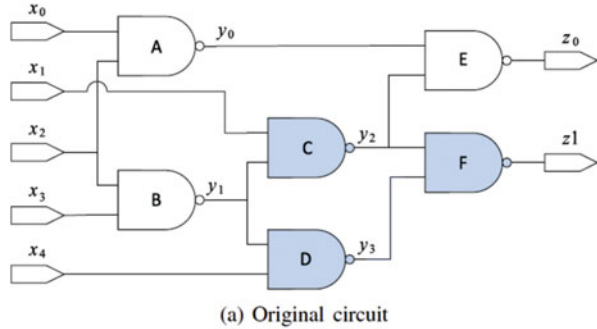 x0
A
y0
E
z0
x1
C
y2
x2
F
z1
B
y1
x3
D
y3
x4
(a) Original circuit